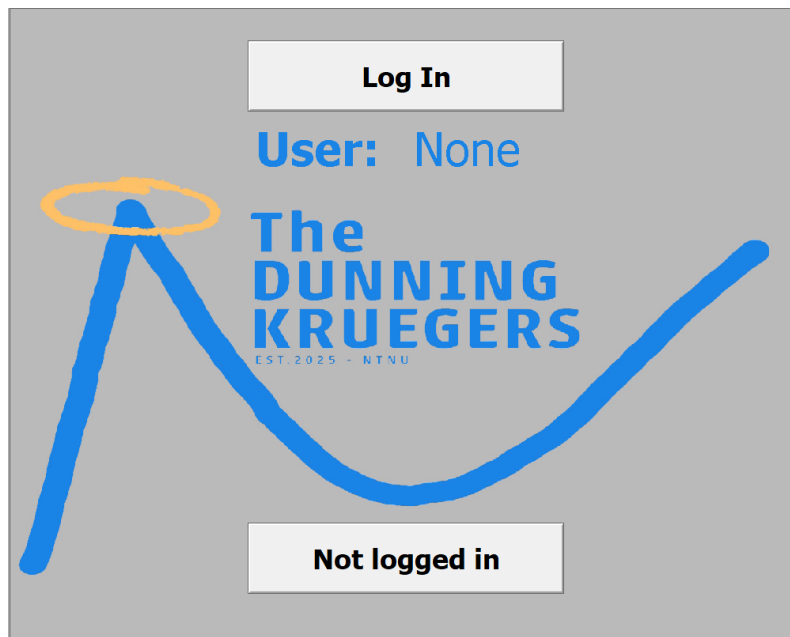 Log In
User: None
The
DUNNING
KRUEGERS
EST.2025 - NTNU
Not logged in